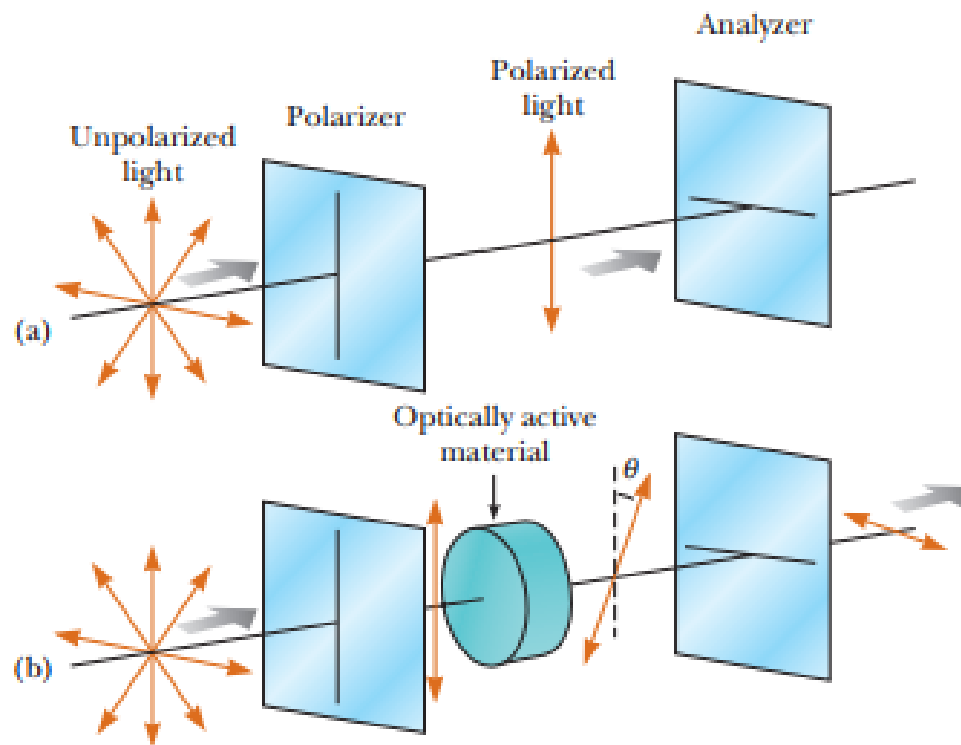 Analyzer
Polarized
light
Polarizer
Unpolarized
light
(a)
Optically active
material
θ
(b)